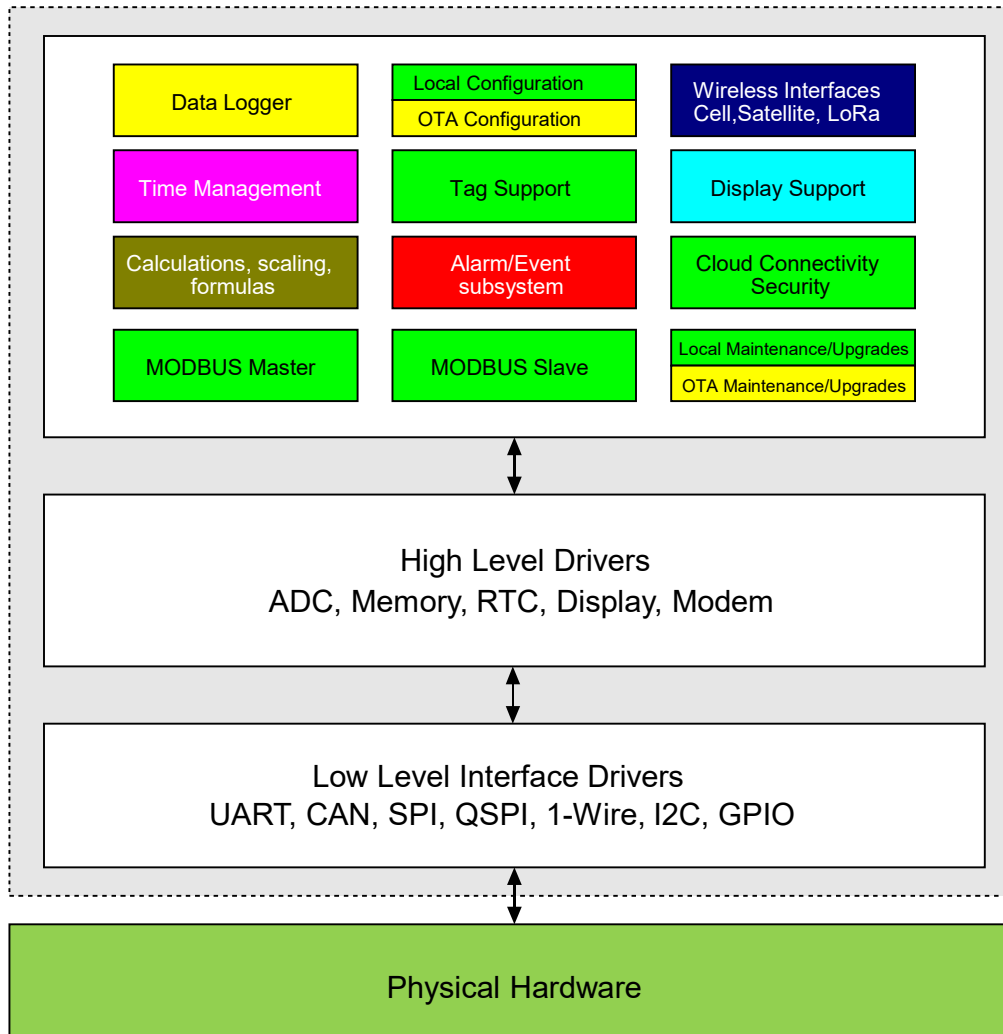 Data Logger
Local Configuration
OTA Configuration
Wireless Interfaces
Cell,Satellite, LoRa
Time Management
Tag Support
Display Support
Calculations, scaling,
formulas
Alarm/Event
subsystem
Cloud Connectivity
Security
MODBUS Master
MODBUS Slave
Local Maintenance/Upgrades
OTA Maintenance/Upgrades
High Level Drivers
ADC, Memory, RTC, Display, Modem
Low Level Interface Drivers
UART, CAN, SPI, QSPI, 1-Wire, I2C, GPIO
Physical Hardware